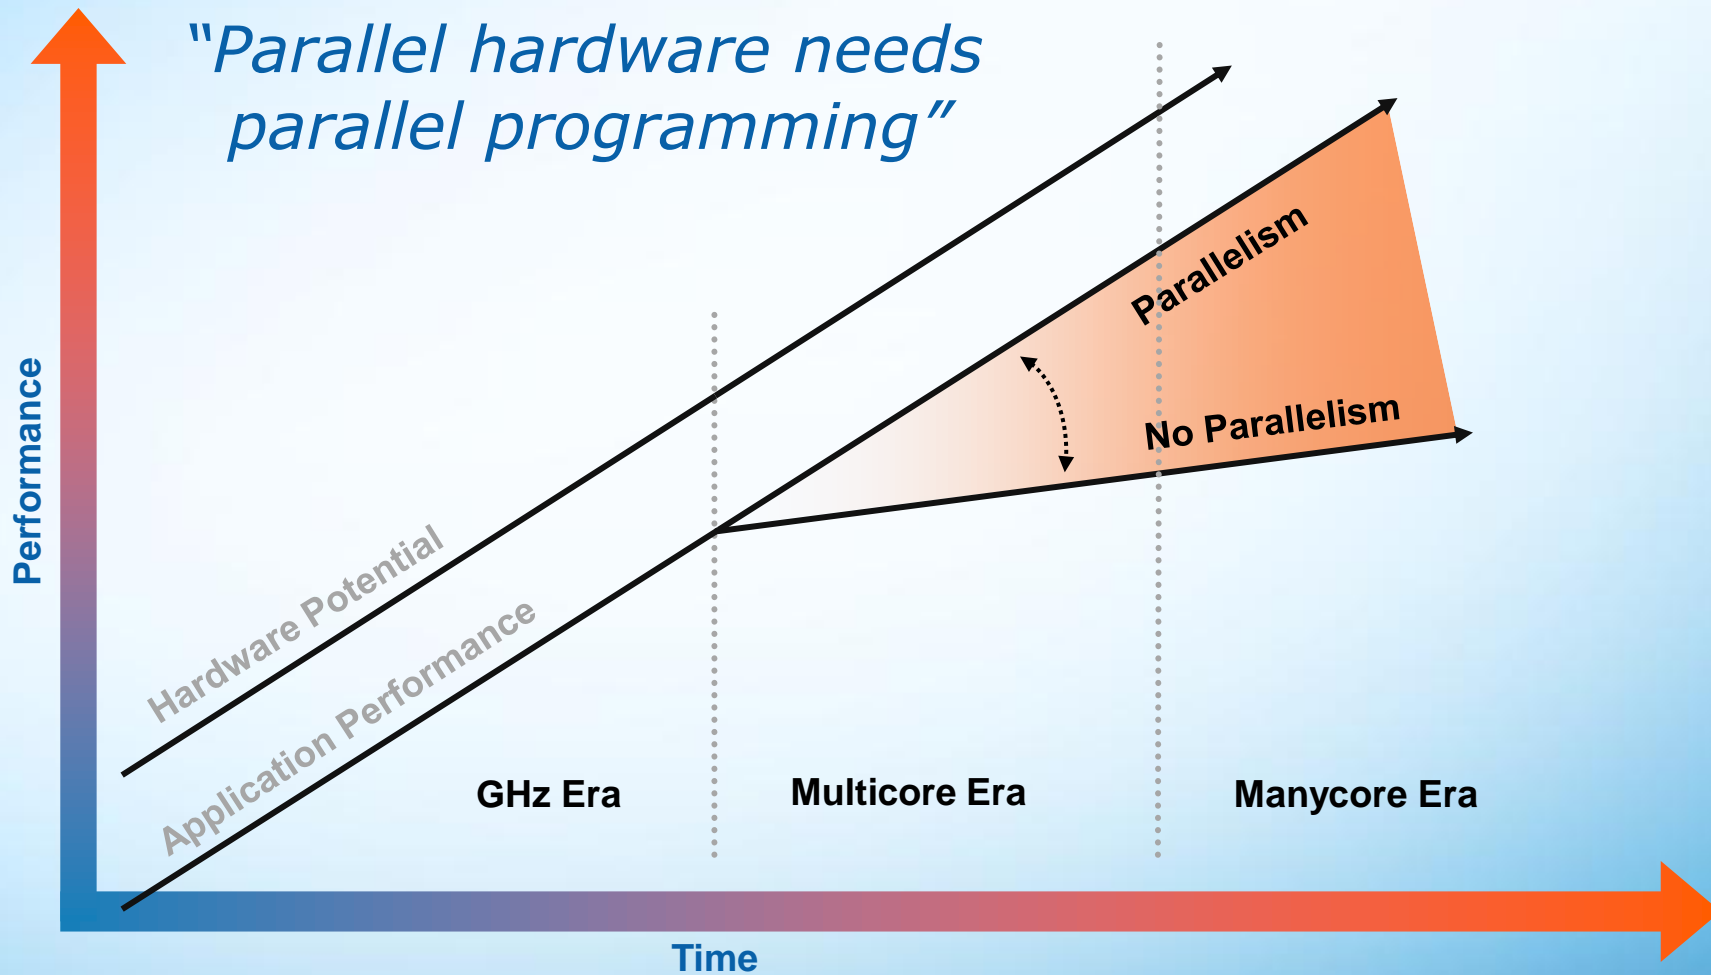 “Parallel hardware needs
parallel programming”
Performance
Hardware Potential
Application Performance
Parallelism
No Parallelism
GHz Era
Multicore Era
Manycore Era
Time